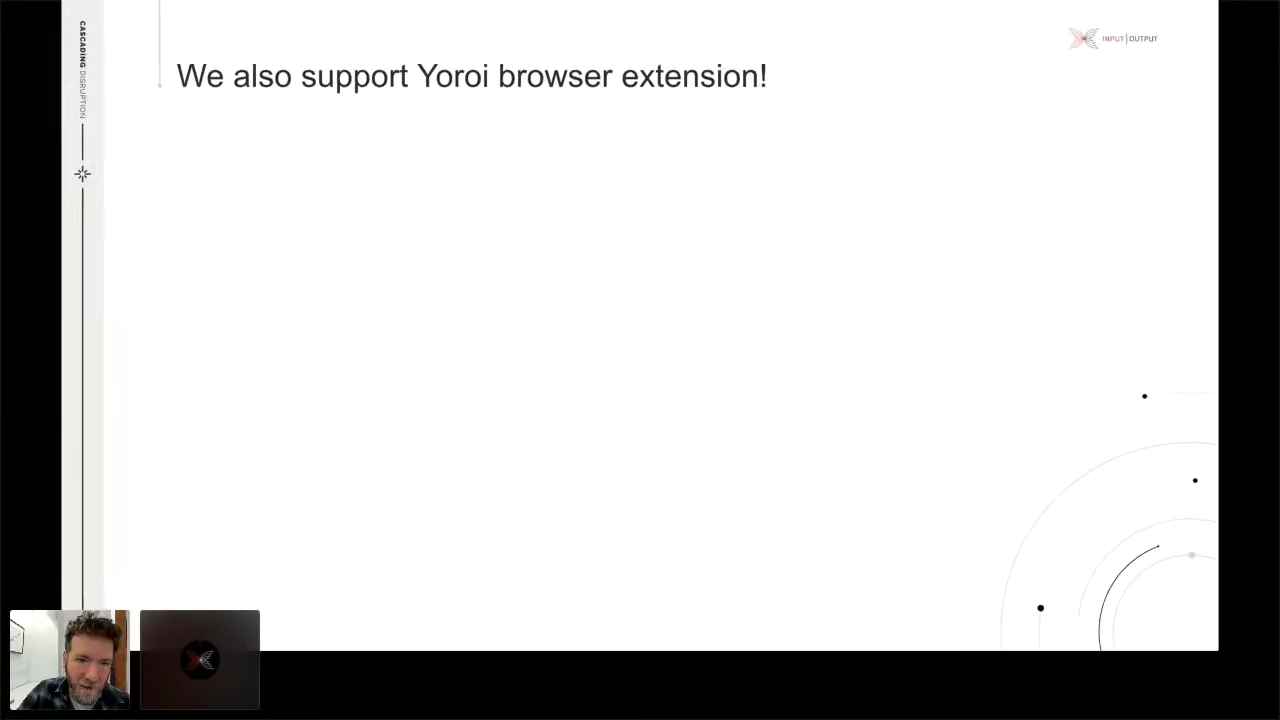 CASCADING DISRUPTION
INPUT | OUTPUT
We also support Yoroi browser extension!